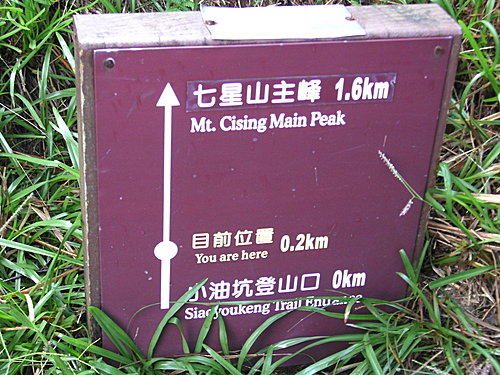 七星山主峰 1.6km
Mt. Cising Main Peak
目前位置 0.2km
You are here
小油坑登山口 0km
Siaoyoukeng Trail Entrance